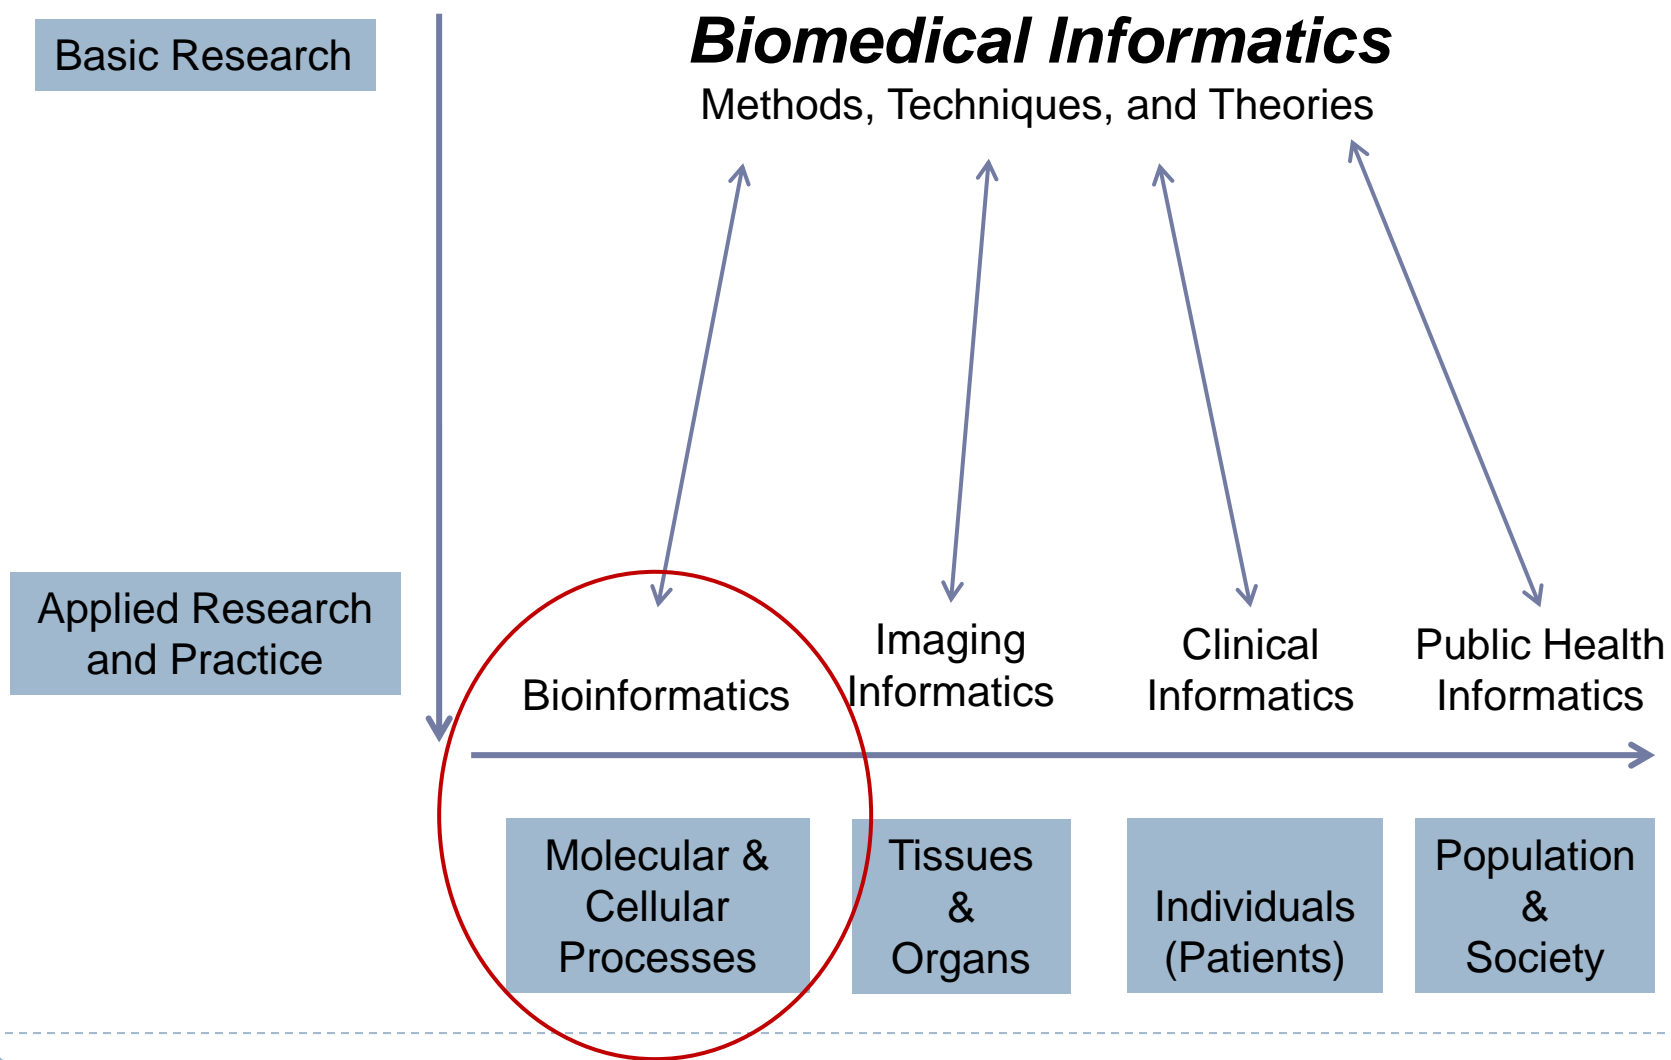 Basic Research
Biomedical Informatics
Methods, Techniques, and Theories
Applied Research
and Practice
Bioinformatics
Imaging
Informatics
Clinical
Informatics
Public Health
Informatics
Molecular &
Cellular
Processes
Tissues
&
Organs
Individuals
(Patients)
Population
&
Society